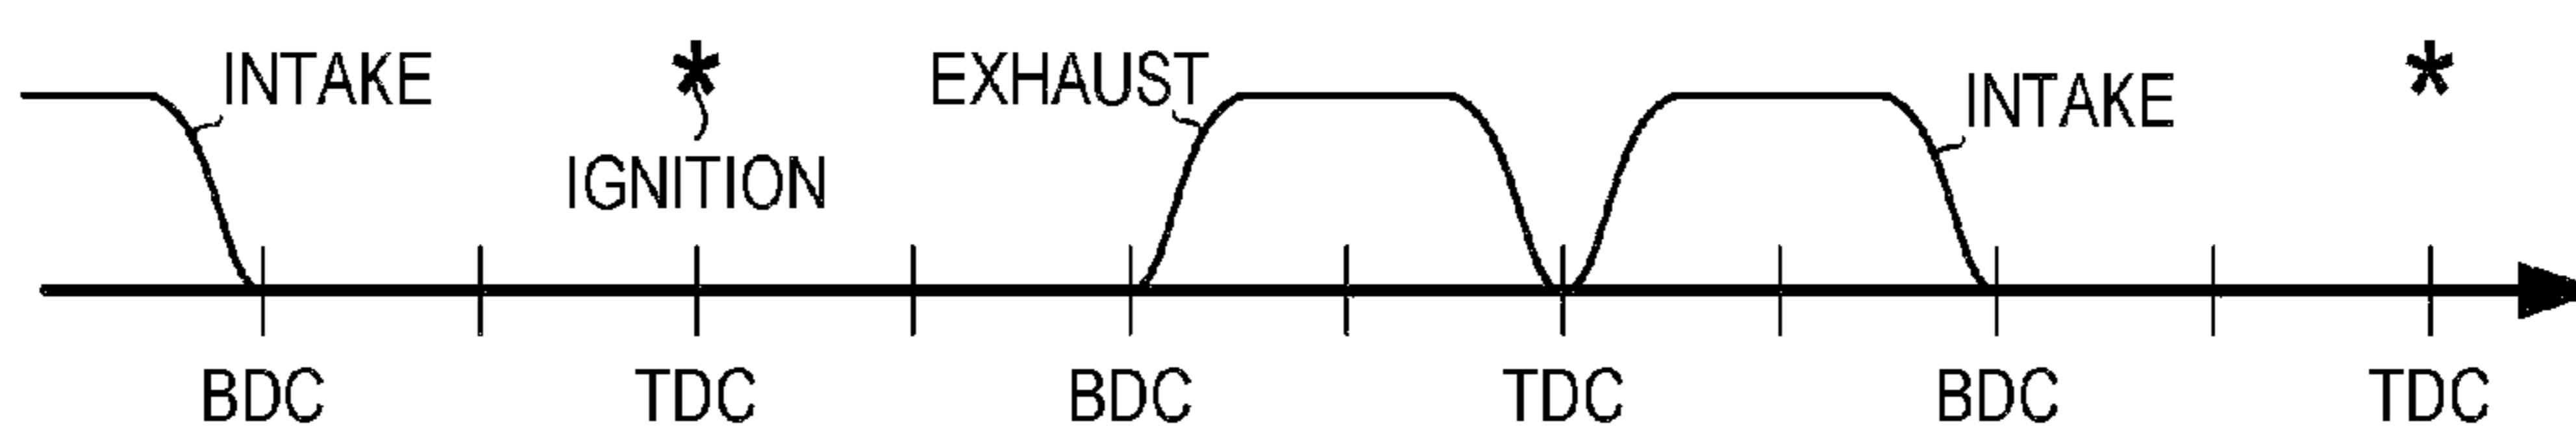 INTAKE * EXHAUST INTAKE *
IGNITION
BDC TDC BDC TDC BDC TDC